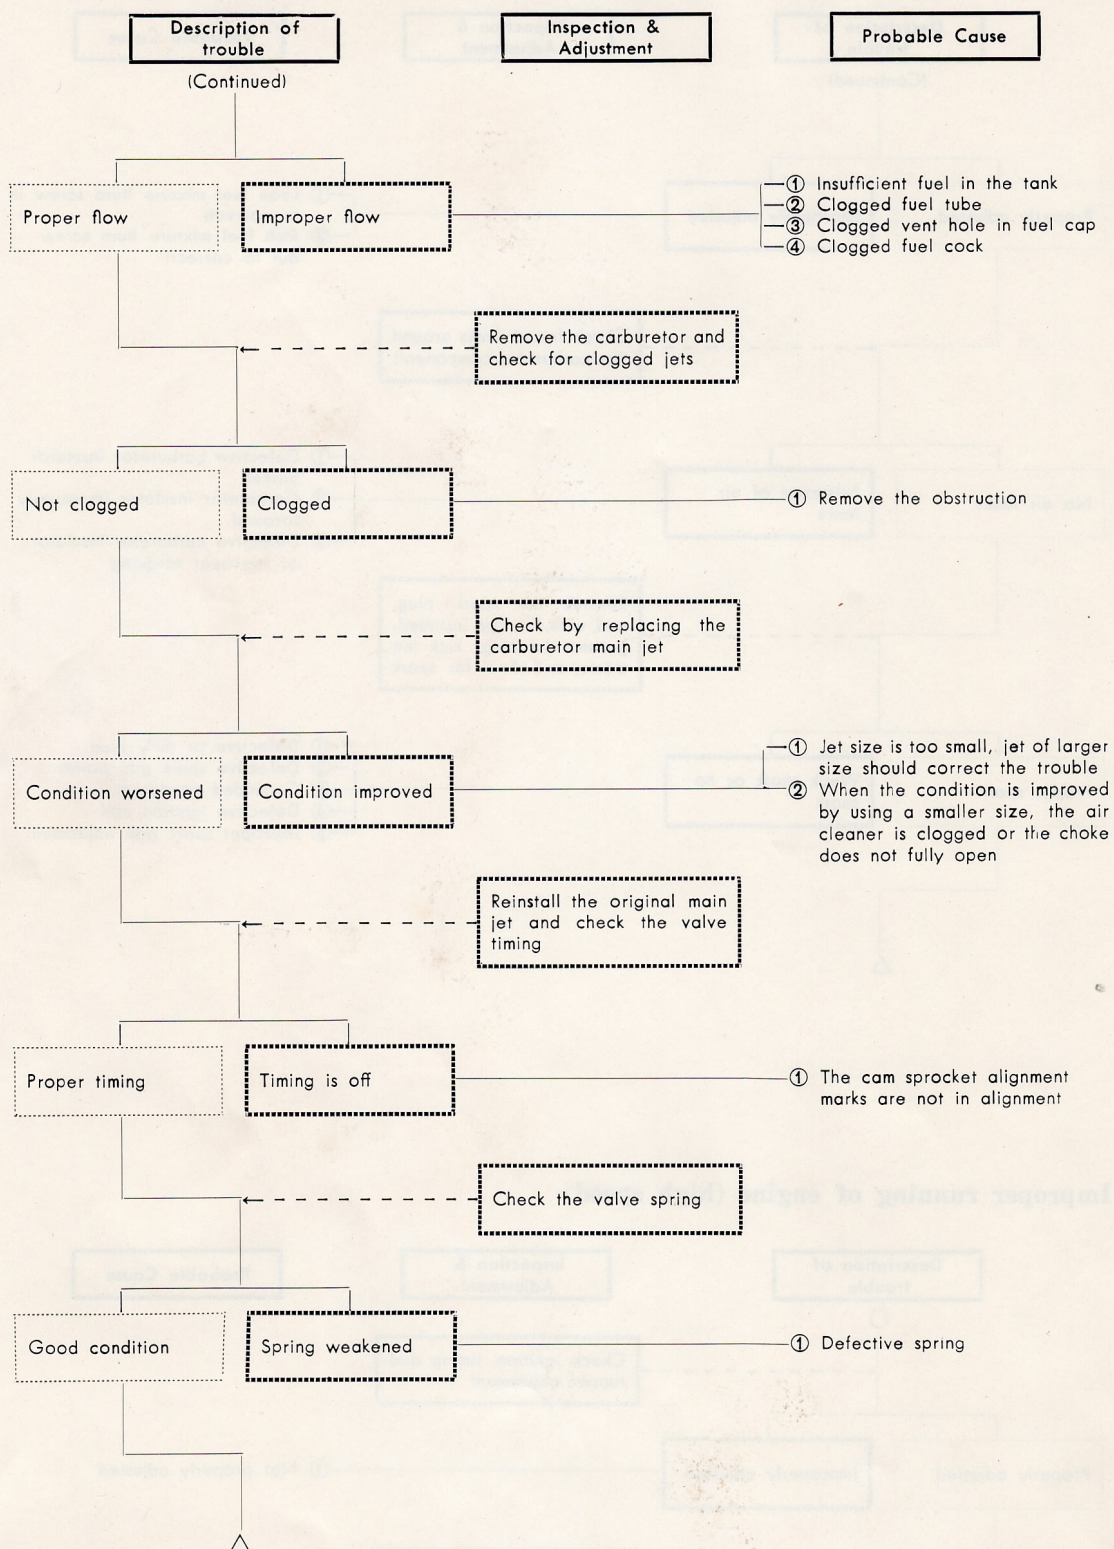 Description of
trouble
Inspection &
Adjustment
Probable Cause
(Continued)
Proper flow
Improper flow
① Insufficient fuel in the tank
② Clogged fuel tube
③ Clogged vent hole in fuel cap
④ Clogged fuel cock
Remove the carburetor and
check for clogged jets
Not clogged
Clogged
① Remove the obstruction
Check by replacing the
carburetor main jet
Condition worsened
Condition improved
① Jet size is too small, jet of larger
size should correct the trouble
② When the condition is improved
by using a smaller size, the air
cleaner is clogged or the choke
does not fully open
Reinstall the original main
jet and check the valve
timing
Proper timing
Timing is off
① The cam sprocket alignment
marks are not in alignment
Check the valve spring
Good condition
Spring weakened
① Defective spring